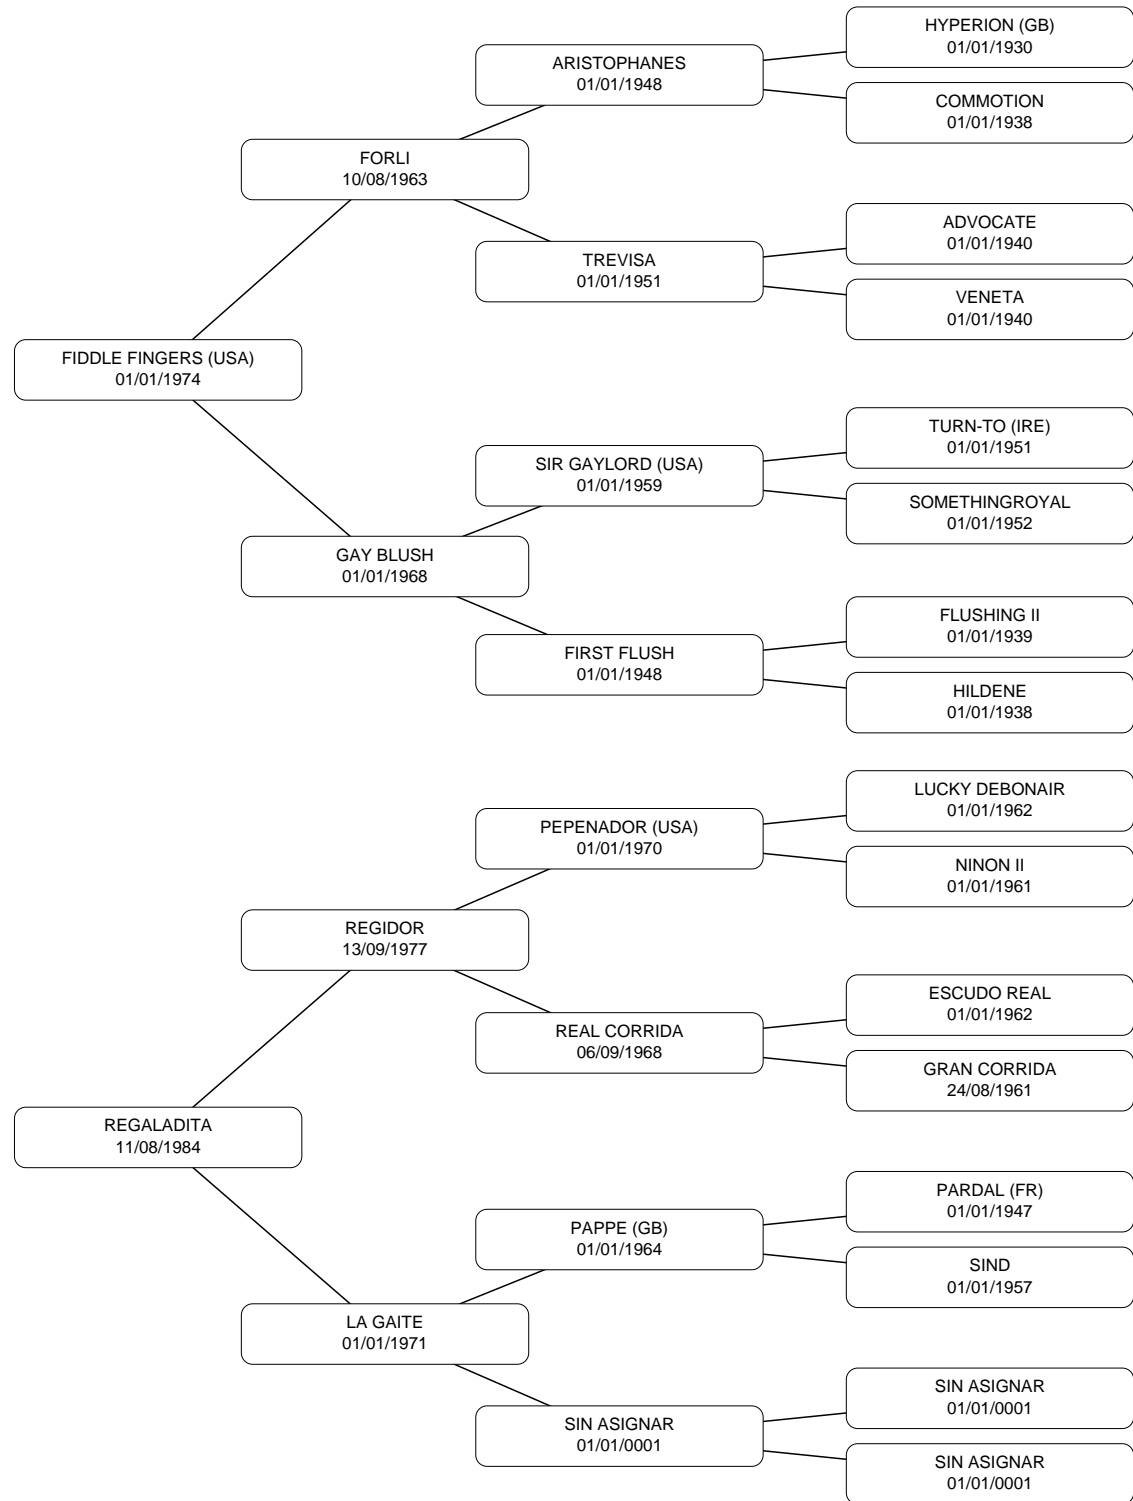 HYPERION (GB)
01/01/1930
ARISTOPHANES
01/01/1948
COMMOTION
01/01/1938
FORLI
10/08/1963
ADVOCATE
01/01/1940
TREVISA
01/01/1951
VENETA
01/01/1940
FIDDLE FINGERS (USA)
01/01/1974
TURN-TO (IRE)
01/01/1951
SIR GAYLORD (USA)
01/01/1959
SOMETHINGROYAL
01/01/1952
GAY BLUSH
01/01/1968
FLUSHING II
01/01/1939
FIRST FLUSH
01/01/1948
HILDENE
01/01/1938
LUCKY DEBONAIR
01/01/1962
PEPENADOR (USA)
01/01/1970
NINON II
01/01/1961
REGIDOR
13/09/1977
ESCUDO REAL
01/01/1962
REAL CORRIDA
06/09/1968
GRAN CORRIDA
24/08/1961
REGALADITA
11/08/1984
PARDAL (FR)
01/01/1947
PAPPE (GB)
01/01/1964
SIND
01/01/1957
LA GAITE
01/01/1971
SIN ASIGNAR
01/01/0001
SIN ASIGNAR
01/01/0001
SIN ASIGNAR
01/01/0001